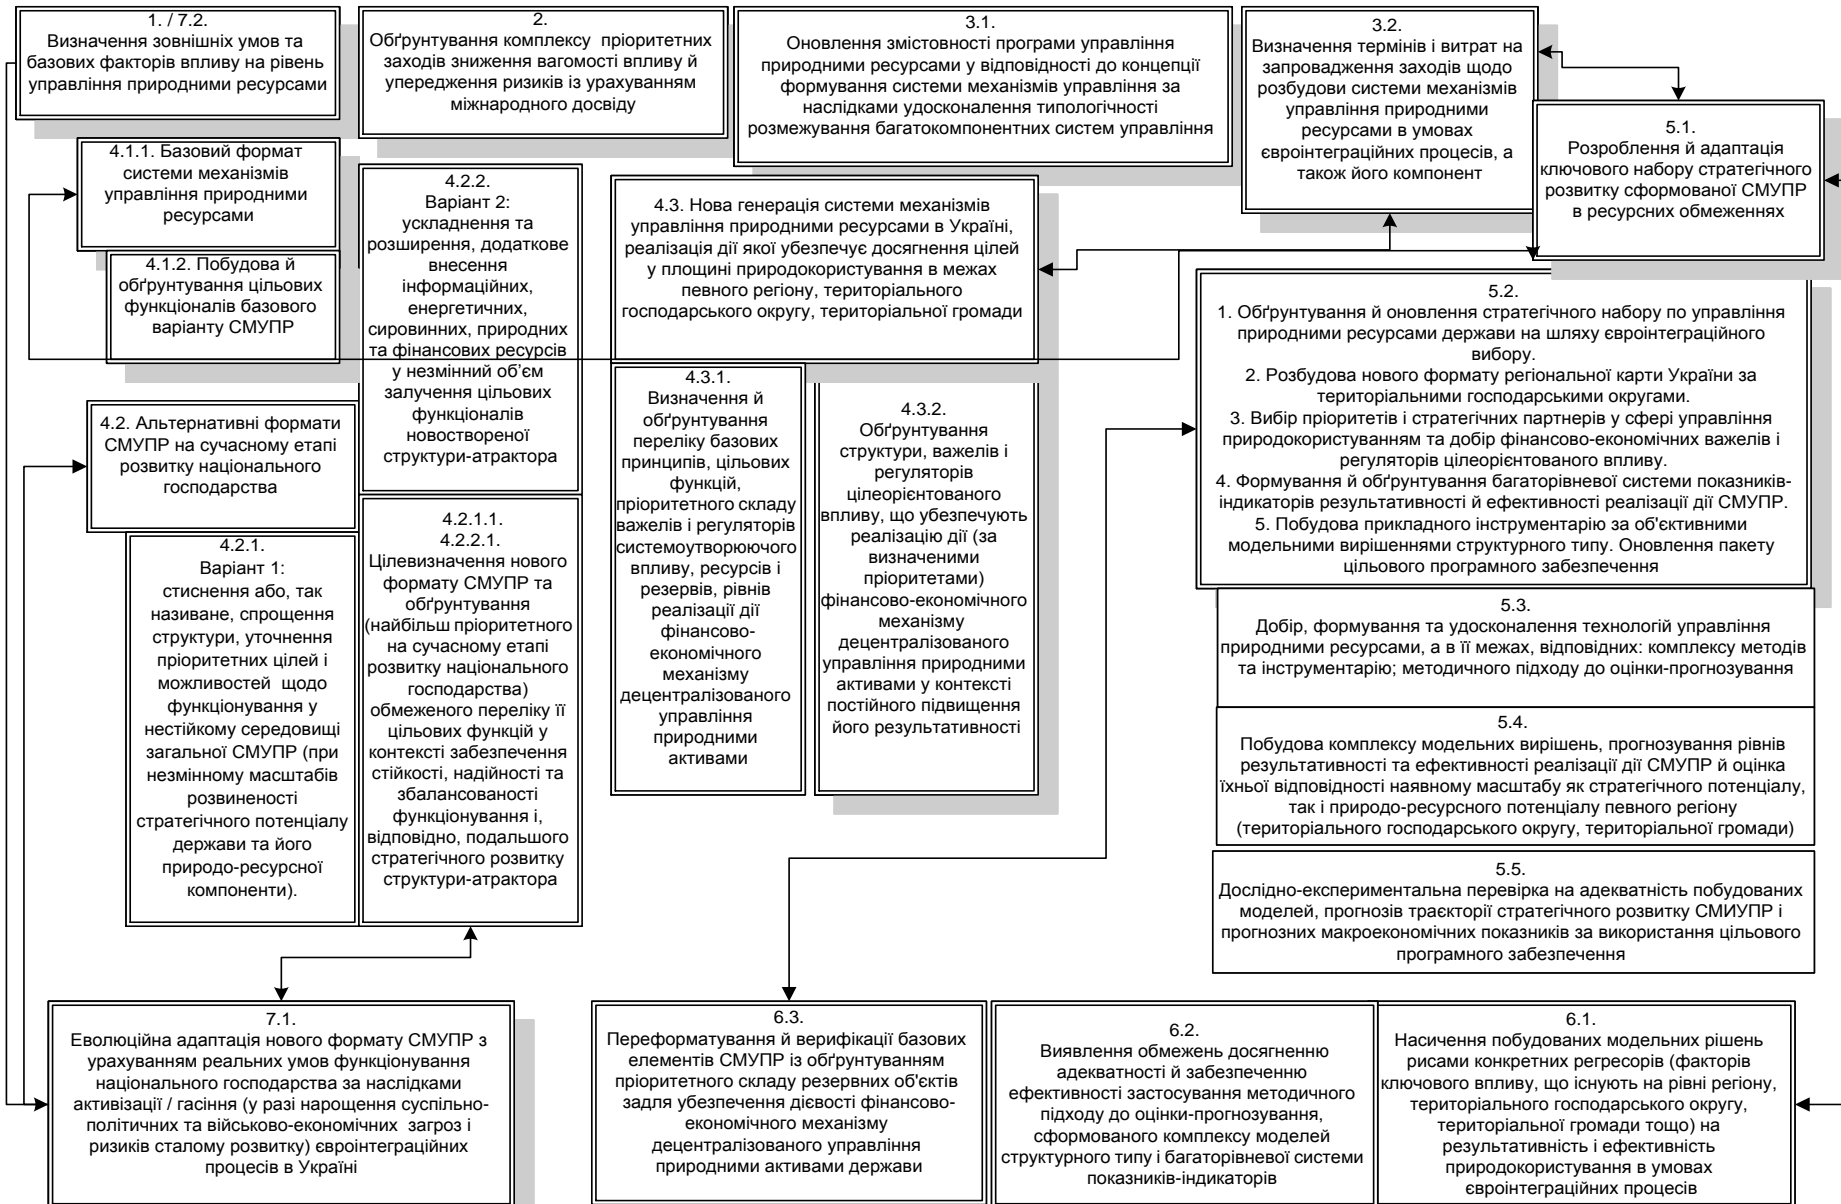 1. / 7.2.
Визначення зовнішніх умов та
базових факторів впливу на рівень
управління природними ресурсами
2.
Обґрунтування комплексу пріоритетних
заходів зниження вагомості впливу й
упередження ризиків із урахуванням
міжнародного досвіду
3.1.
Оновлення змістовності програми управління
природними ресурсами у відповідності до концепції
формування системи механізмів управління за
наслідками удосконалення типологічності
розмежування багатокомпонентних систем управління
3.2.
Визначення термінів і витрат на
запровадження заходів щодо
розбудови системи механізмів
управління природними
ресурсами в умовах
євроінтеграційних процесів, а
також його компонент
5.1.
Розроблення й адаптація
ключового набору стратегічного
розвитку сформованої СМУПР
в ресурсних обмеженнях
4.1.1. Базовий формат
системи механізмів
управління природними
ресурсами
4.1.2. Побудова й
обґрунтування цільових
функціоналів базового
варіанту СМУПР
4.2.2.
Варіант 2:
ускладнення та
розширення, додаткове
внесення
інформаційних,
енергетичних,
сировинних, природних
та фінансових ресурсів
у незмінний об'єм
залучення цільових
функціоналів
новоствореної
структури-атрактора
4.3. Нова генерація системи механізмів
управління природними ресурсами в Україні,
реалізація дії якої убезпечує досягнення цілей
у площині природокористування в межах
певного регіону, територіального
господарського округу, територіальної громади
5.2.
1. Обґрунтування й оновлення стратегічного набору по управління
природними ресурсами держави на шляху євроінтеграційного
вибору.
2. Розбудова нового формату регіональної карти України за
територіальними господарськими округами.
3. Вибір пріоритетів і стратегічних партнерів у сфері управління
природокористуванням та добір фінансово-економічних важелів і
регуляторів цілеорієнтованого впливу.
4. Формування й обґрунтування багаторівневої системи показників-
індикаторів результативності й ефективності реалізації дії СМУПР.
5. Побудова прикладного інструментарію за об'єктивними
модельними вирішеннями структурного типу. Оновлення пакету
цільового програмного забезпечення
4.2. Альтернативні формати
СМУПР на сучасному етапі
розвитку національного
господарства
4.3.1.
Визначення й
обґрунтування
переліку базових
принципів, цільових
функцій,
пріоритетного складу
важелів і регуляторів
системоутворюючого
впливу, ресурсів і
резервів, рівнів
реалізації дії
фінансово-
економічного
механізму
децентралізованого
управління
природними
активами
4.3.2.
Обґрунтування
структури, важелів і
регуляторів
цілеорієнтованого
впливу, що убезпечують
реалізацію дії (за
визначеними
пріоритетами)
фінансово-економічного
механізму
децентралізованого
управління природними
активами у контексті
постійного підвищення
його результативності
4.2.1.
Варіант 1:
стиснення або, так
називане, спрощення
структури, уточнення
пріоритетних цілей і
можливостей щодо
функціонування у
нестійкому середовищі
загальної СМУПР (при
незмінному масштабів
розвиненості
стратегічного потенціалу
держави та його
природо-ресурсної
компоненти).
4.2.1.1.
4.2.2.1.
Цілевизначення нового
формату СМУПР та
обґрунтування
(найбільш пріоритетного
на сучасному етапі
розвитку національного
господарства)
обмеженого переліку її
цільових функцій у
контексті забезпечення
стійкості, надійності та
збалансованості
функціонування і,
відповідно, подальшого
стратегічного розвитку
структури-атрактора
5.3.
Добір, формування та удосконалення технологій управління
природними ресурсами, а в її межах, відповідних: комплексу методів
та інструментарію; методичного підходу до оцінки-прогнозування
5.4.
Побудова комплексу модельних вирішень, прогнозування рівнів
результативності та ефективності реалізації дії СМУПР й оцінка
їхньої відповідності наявному масштабу як стратегічного потенціалу,
так і природо-ресурсного потенціалу певного регіону
(територіального господарського округу, територіальної громади)
5.5.
Дослідно-експериментальна перевірка на адекватність побудованих
моделей, прогнозів траєкторії стратегічного розвитку СМИУПР і
прогнозних макроекономічних показників за використання цільового
програмного забезпечення
7.1.
Еволюційна адаптація нового формату СМУПР з
урахуванням реальних умов функціонування
національного господарства за наслідками
активізації / гасіння (у разі нарощення суспільно-
політичних та військово-економічних загроз і
ризиків сталому розвитку) євроінтеграційних
процесів в Україні
6.3.
Переформатування й верифікації базових
елементів СМУПР із обґрунтуванням
пріоритетного складу резервних об'єктів
задля убезпечення дієвості фінансово-
економічного механізму
децентралізованого управління
природними активами держави
6.2.
Виявлення обмежень досягненню
адекватності й забезпеченню
ефективності застосування методичного
підходу до оцінки-прогнозування,
сформованого комплексу моделей
структурного типу і багаторівневої системи
показників-індикаторів
6.1.
Насичення побудованих модельних рішень
рисами конкретних регресорів (факторів
ключового впливу, що існують на рівні регіону,
територіального господарського округу,
територіальної громади тощо) на
результативність і ефективність
природокористування в умовах
євроінтеграційних процесів